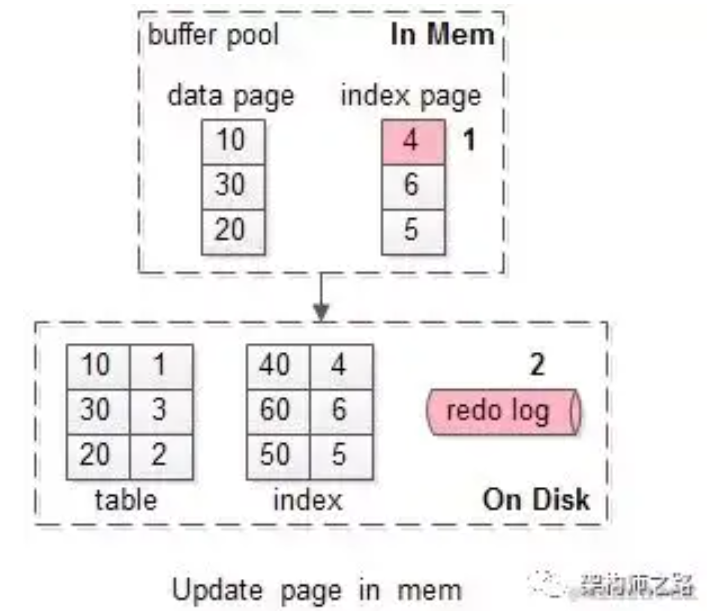 buffer pool In Mem
data page index page
10 4 1
30 6
20 5
10 1 40 4 2
30 3 60 6 redo log
20 2 50 5
table index On Disk
Update page in mem
架构师之路